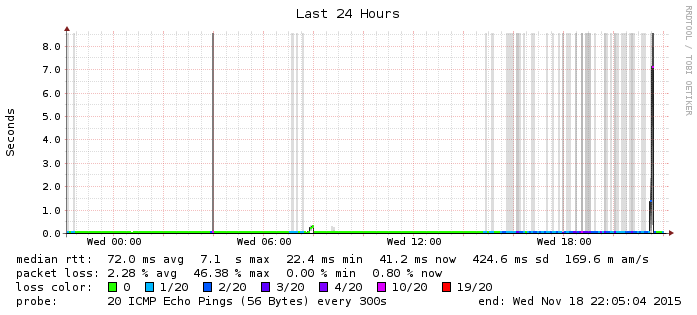 Last 24 Hours
RRDTOOL / TOBI OETIKER
Seconds
8.0
7.0
6.0
5.0
4.0
3.0
2.0
1.0
0.0
Wed 00:00 Wed 06:00 Wed 12:00 Wed 18:00
median rtt: 72.0 ms avg 7.1 s max 22.4 ms min 41.2 ms now 424.6 ms sd 169.6 m am/s
packet loss: 2.28 % avg 46.38 % max 0.00 % min 0.80 % now
loss color: 0 1/20 2/20 3/20 4/20 10/20 19/20
probe: 20 ICMP Echo Pings (56 Bytes) every 300s end: Wed Nov 18 22:05:04 2015